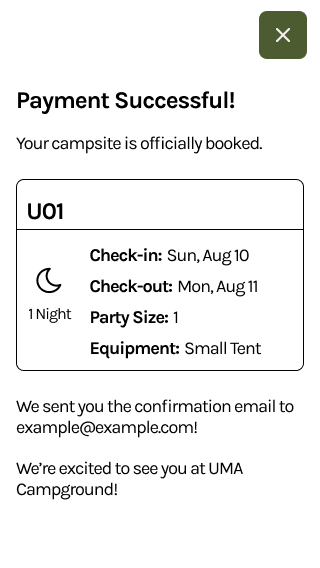 Payment Successful!
Your campsite is officially booked.
U01
Check-in: Sun, Aug 10
Check-out: Mon, Aug 11
1 Night
Party Size: 1
Equipment: Small Tent
We sent you the confirmation email to
example@example.com!
We’re excited to see you at UMA
Campground!